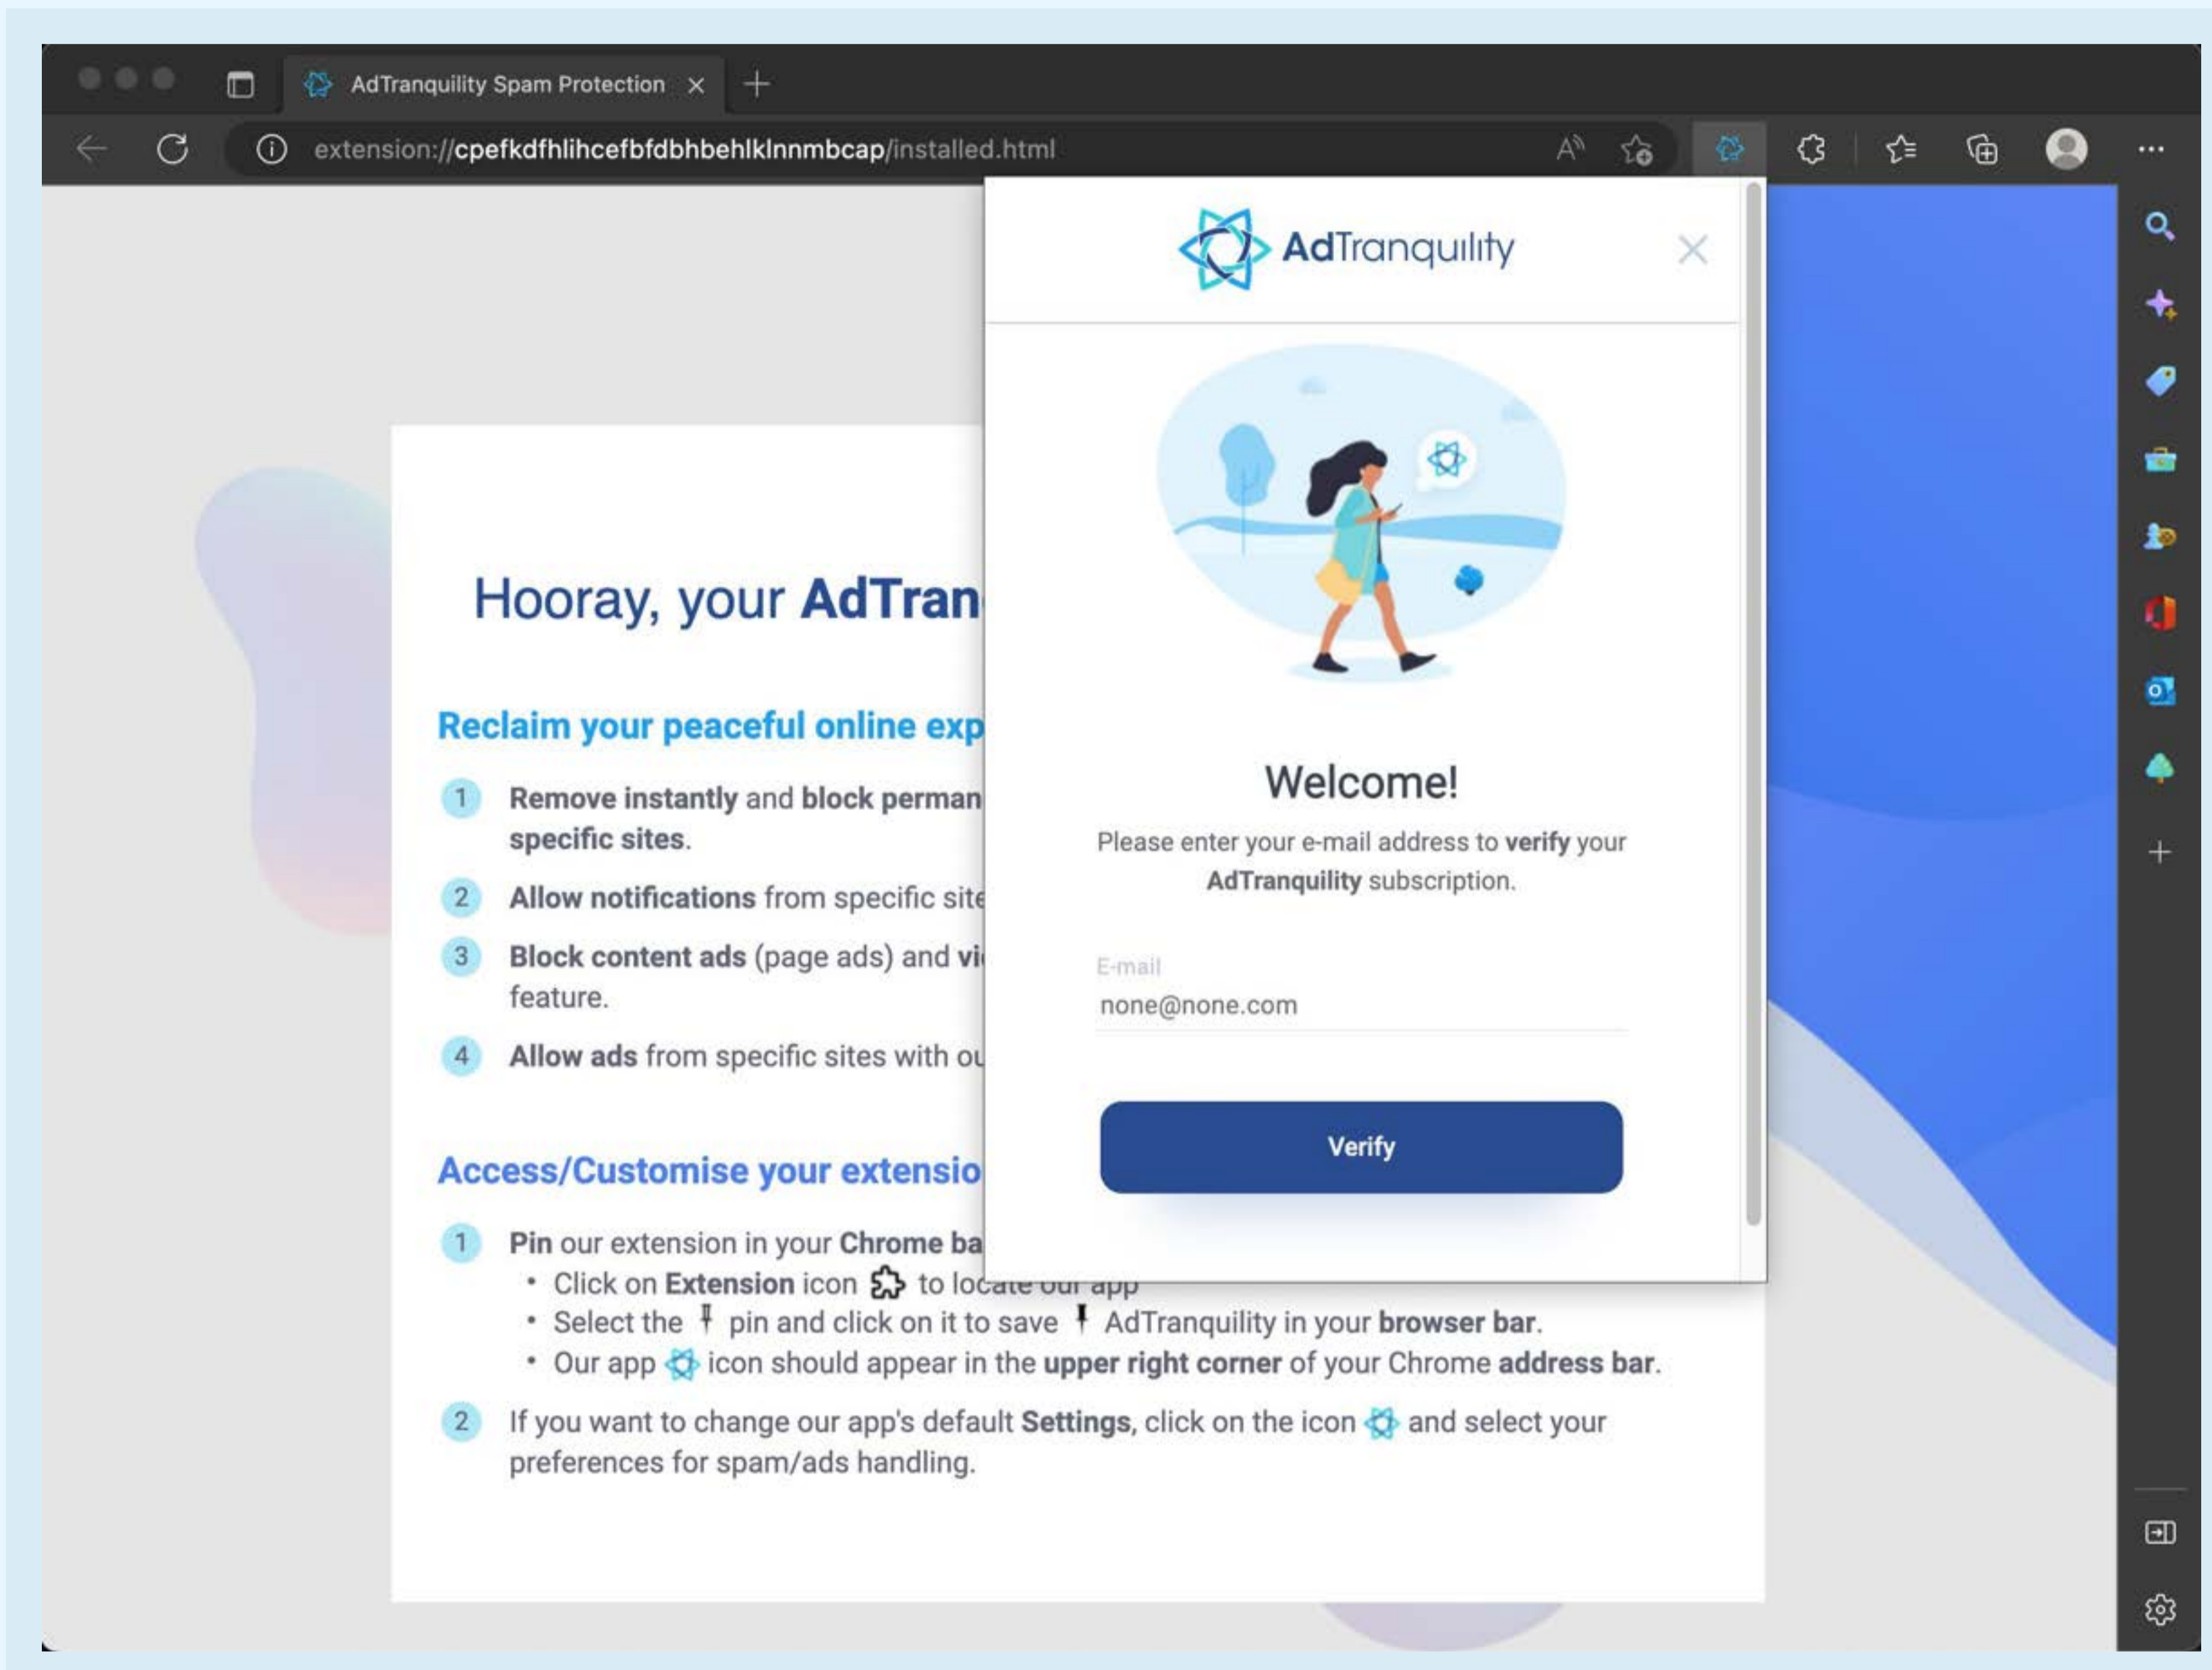 AdTranquility Spam Protection
extension://cpefkdfhlihcefbfdbhbehlklnnmbcap/installed.html
AdTranquility
Hooray, your AdTran
Reclaim your peaceful online exp
1 Remove instantly and block perman
specific sites.
2 Allow notifications from specific site
3 Block content ads (page ads) and vi
feature.
4 Allow ads from specific sites with ou
Access/Customise your extensio
1 Pin our extension in your Chrome ba
• Click on Extension icon to locate our app
• Select the pin and click on it to save AdTranquility in your browser bar.
• Our app icon should appear in the upper right corner of your Chrome address bar.
2 If you want to change our app's default Settings, click on the icon and select your
preferences for spam/ads handling.
Welcome!
Please enter your e-mail address to verify your
AdTranquility subscription.
E-mail
none@none.com
Verify